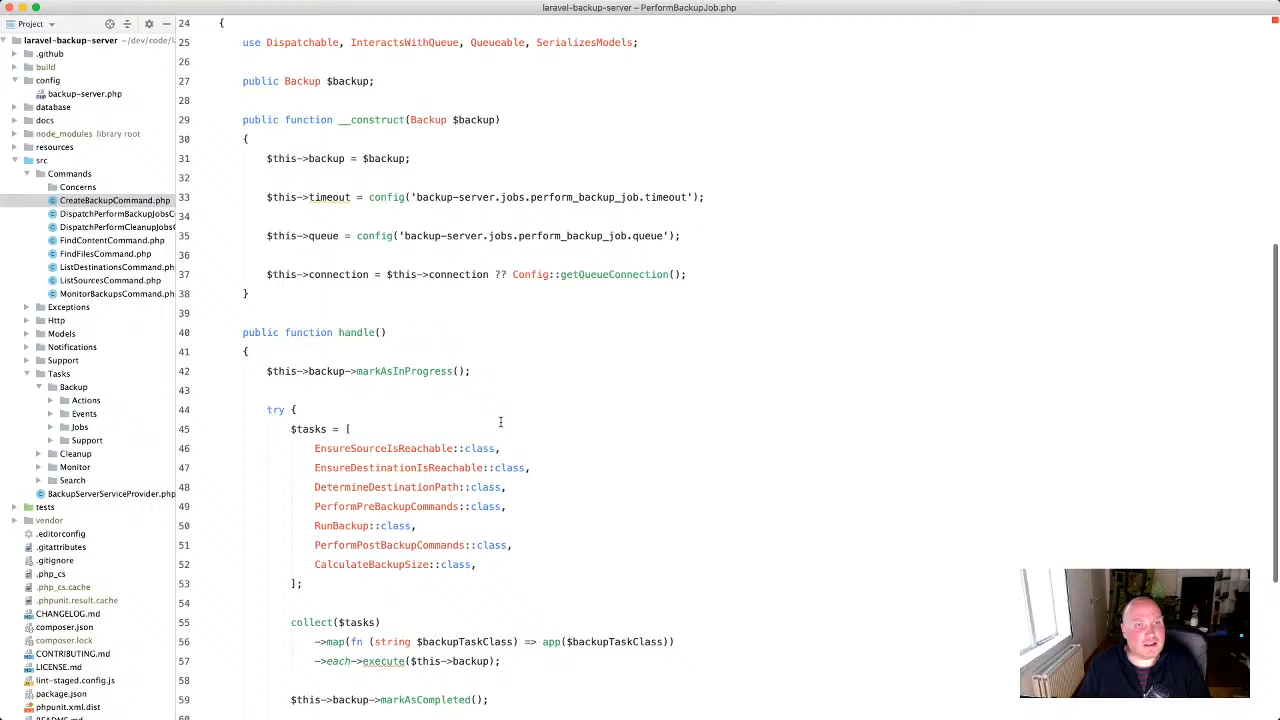 laravel-backup-server – PerformBackupJob.php
Project
laravel-backup-server ~/dev/code/l
.github
build
config
backup-server.php
database
docs
node_modules library root
resources
src
Commands
Concerns
CreateBackupCommand.php
DispatchPerformBackupJobsC
DispatchPerformCleanupJobsC
FindContentCommand.php
FindFilesCommand.php
ListDestinationsCommand.ph
ListSourcesCommand.php
MonitorBackupsCommand.ph
Exceptions
Http
Models
Notifications
Support
Tasks
Backup
Actions
Events
Jobs
Support
Cleanup
Monitor
Search
BackupServerServiceProvider.php
tests
vendor
.editorconfig
.gitattributes
.gitignore
.php_cs
.php_cs.cache
.phpunit.result.cache
CHANGELOG.md
composer.json
composer.lock
CONTRIBUTING.md
LICENSE.md
lint-staged.config.js
package.json
phpunit.xml.dist
24 {
25 use Dispatchable, InteractsWithQueue, Queueable, SerializesModels;
26
27 public Backup $backup;
28
29 public function __construct(Backup $backup)
30 {
31 $this->backup = $backup;
32
33 $this->timeout = config('backup-server.jobs.perform_backup_job.timeout');
34
35 $this->queue = config('backup-server.jobs.perform_backup_job.queue');
36
37 $this->connection = $this->connection ?? Config::getQueueConnection();
38 }
39
40 public function handle()
41 {
42 $this->backup->markAsInProgress();
43
44 try {
45 $tasks = [
46 EnsureSourceIsReachable::class,
47 EnsureDestinationIsReachable::class,
48 DetermineDestinationPath::class,
49 PerformPreBackupCommands::class,
50 RunBackup::class,
51 PerformPostBackupCommands::class,
52 CalculateBackupSize::class,
53 ];
54
55 collect($tasks)
56 ->map(fn (string $backupTaskClass) => app($backupTaskClass))
57 ->each->execute($this->backup);
58
59 $this->backup->markAsCompleted();